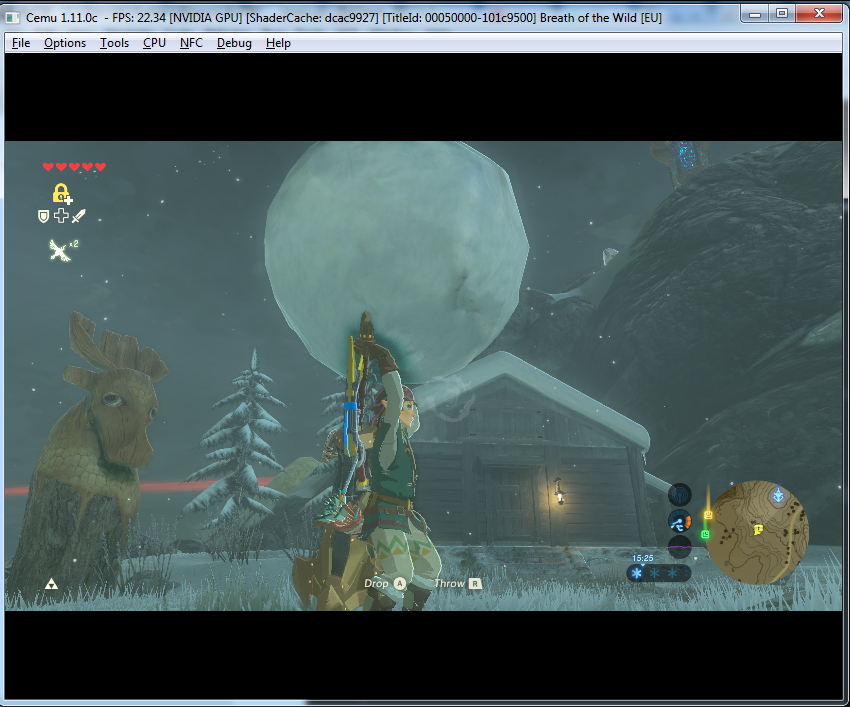 Cemu 1.11.0c - FPS: 22.34 [NVIDIA GPU] [ShaderCache: dcac9927] [TitleId: 00050000-101c9500] Breath of the Wild [EU]
File Options Tools CPU NFC Debug Help
×2
15:25
Drop A Throw R